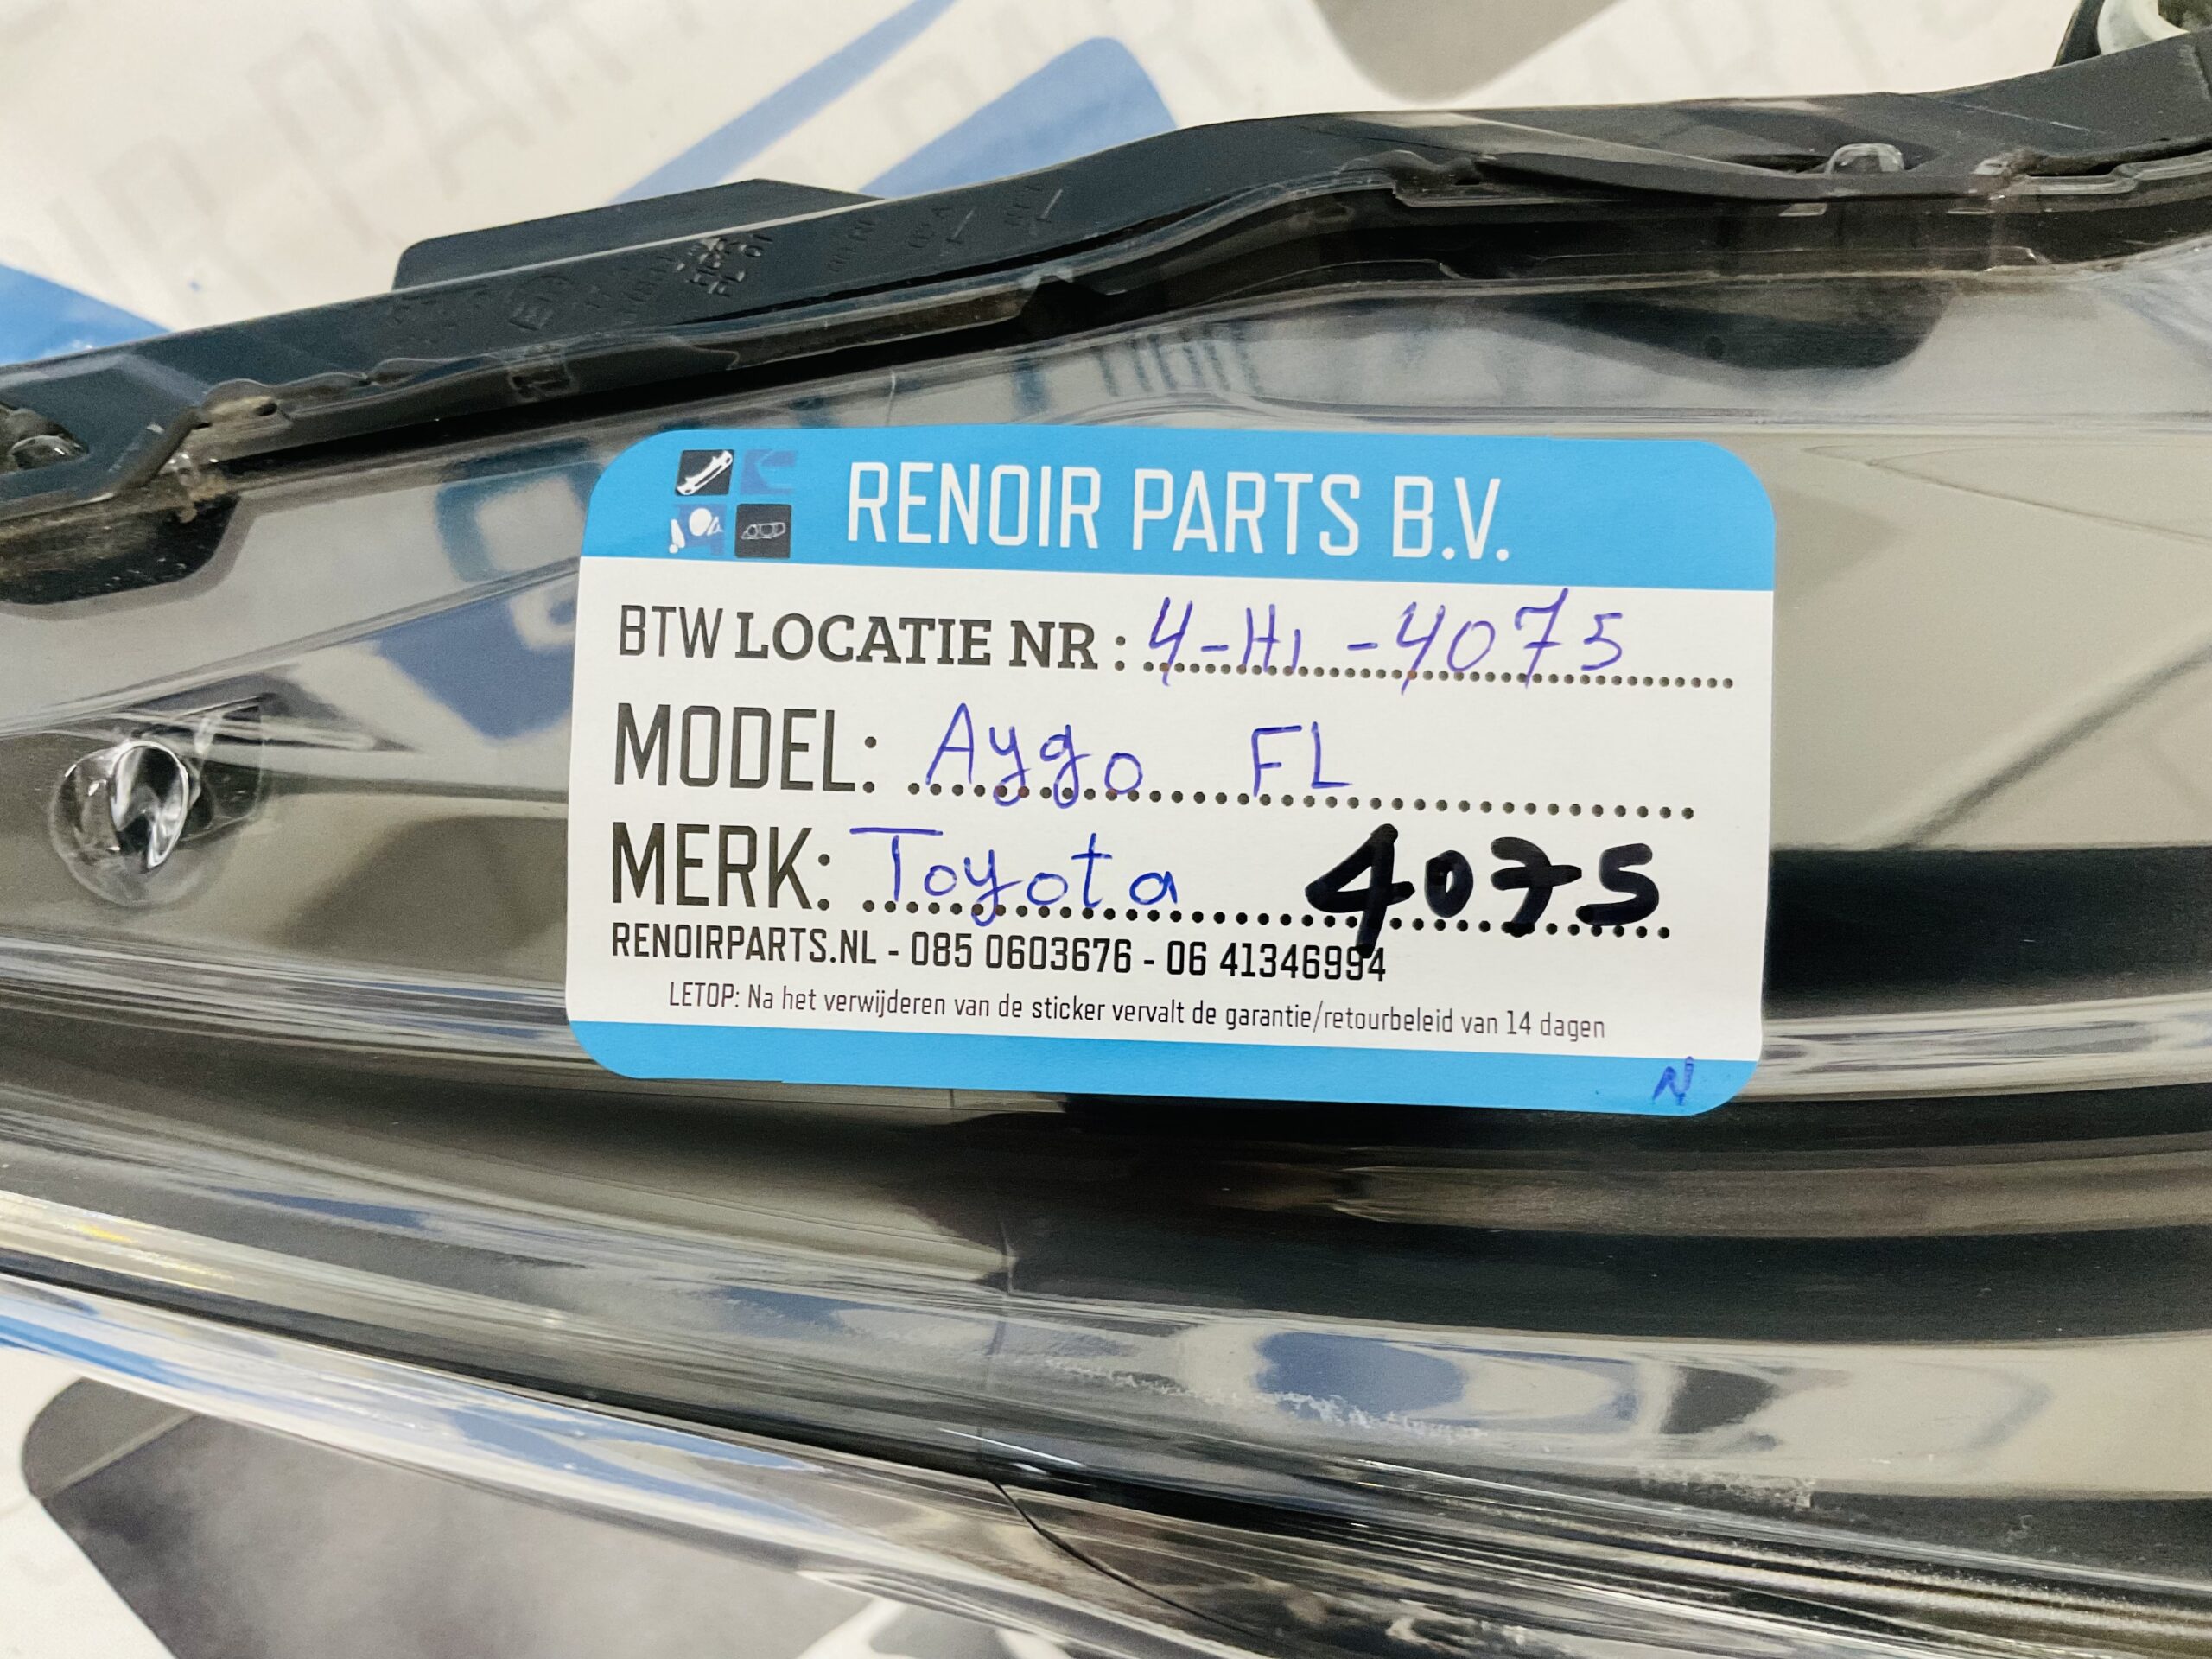 RENOIR PARTS B.V.
BTW LOCATIE NR : 4-H1-4075
MODEL: Aygo FL
MERK: Toyota 4075
RENOIRPARTS.NL - 085 0603676 - 06 41346994
LETOP: Na het verwijderen van de sticker vervalt de garantie/retourbeleid van 14 dagen
N